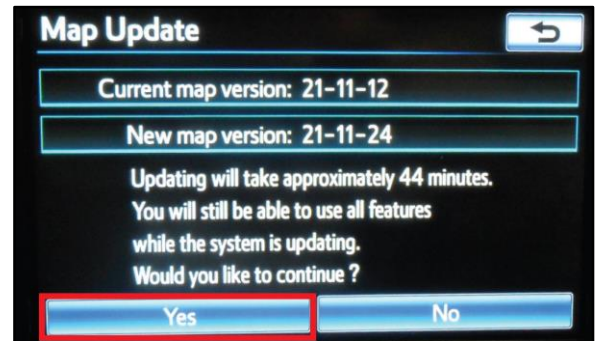 Map Update
Current map version: 21-11-12
New map version: 21-11-24
Updating will take approximately 44 minutes.
You will still be able to use all features
while the system is updating.
Would you like to continue ?
Yes
No